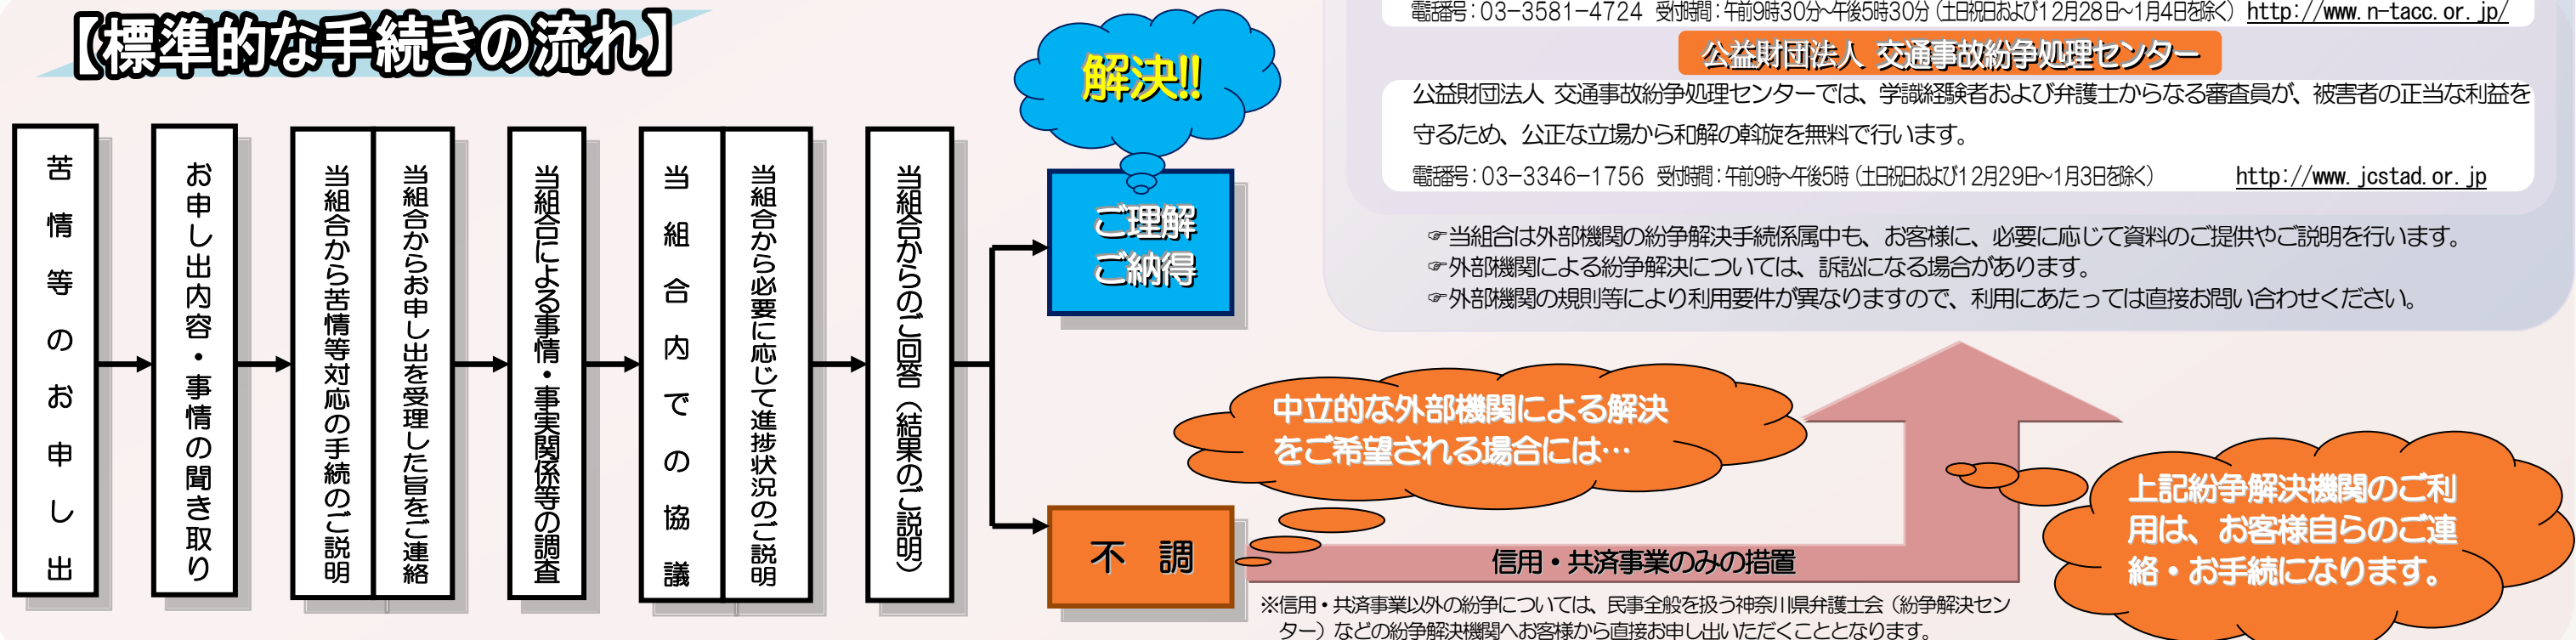 【標準的な手続きの流れ】
苦情等のお申し出
お申し出内容・事情の聞き取り
当組合からお申し出を受理した旨をご連絡
当組合から苦情等対応の手続のご説明
当組合による事情・事実関係等の調査
当組合内での協議
当組合から必要に応じて進捗状況のご説明
当組合からのご回答（結果のご説明）
解決!!
ご理解
ご納得
不　調
中立的な外部機関による解決
をご希望される場合には…
信用・共済事業のみの措置
※信用・共済事業以外の紛争については、民事全般を扱う神奈川県弁護士会（紛争解決セン
ター）などの紛争解決機関へお客様から直接お申し出いただくこととなります。
上記紛争解決機関のご利
用は、お客様自らのご連
絡・お手続になります。
電話番号：03-3581-4724 受付時間：午前9時30分～午後5時30分（土日祝日および12月28日～1月4日を除く） http://www.n-tacc.or.jp/
公益財団法人 交通事故紛争処理センター
公益財団法人 交通事故紛争処理センターでは、学識経験者および弁護士からなる審査員が、被害者の正当な利益を
守るため、公正な立場から和解の斡旋を無料で行います。
電話番号：03-3346-1756 受付時間：午前9時～午後5時（土日祝日および12月29日～1月3日を除く） http://www.jcstad.or.jp
☞当組合は外部機関の紛争解決手続係属中も、お客様に、必要に応じて資料のご提供やご説明を行います。
☞外部機関による紛争解決については、訴訟になる場合があります。
☞外部機関の規則等により利用要件が異なりますので、利用にあたっては直接お問い合わせください。